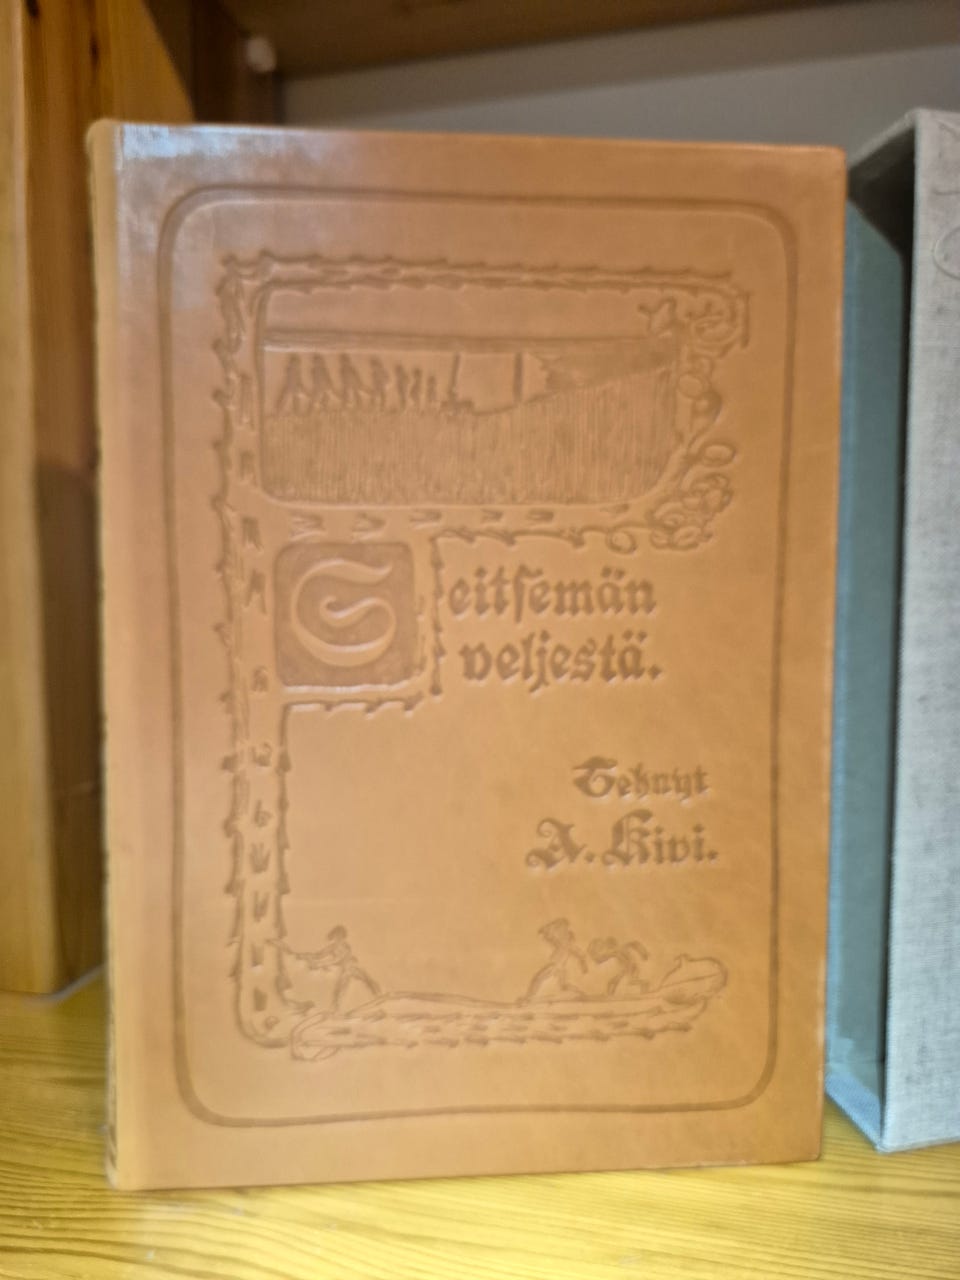 Seitſemän
veljestä.
Tehnyt
A. Kivi.